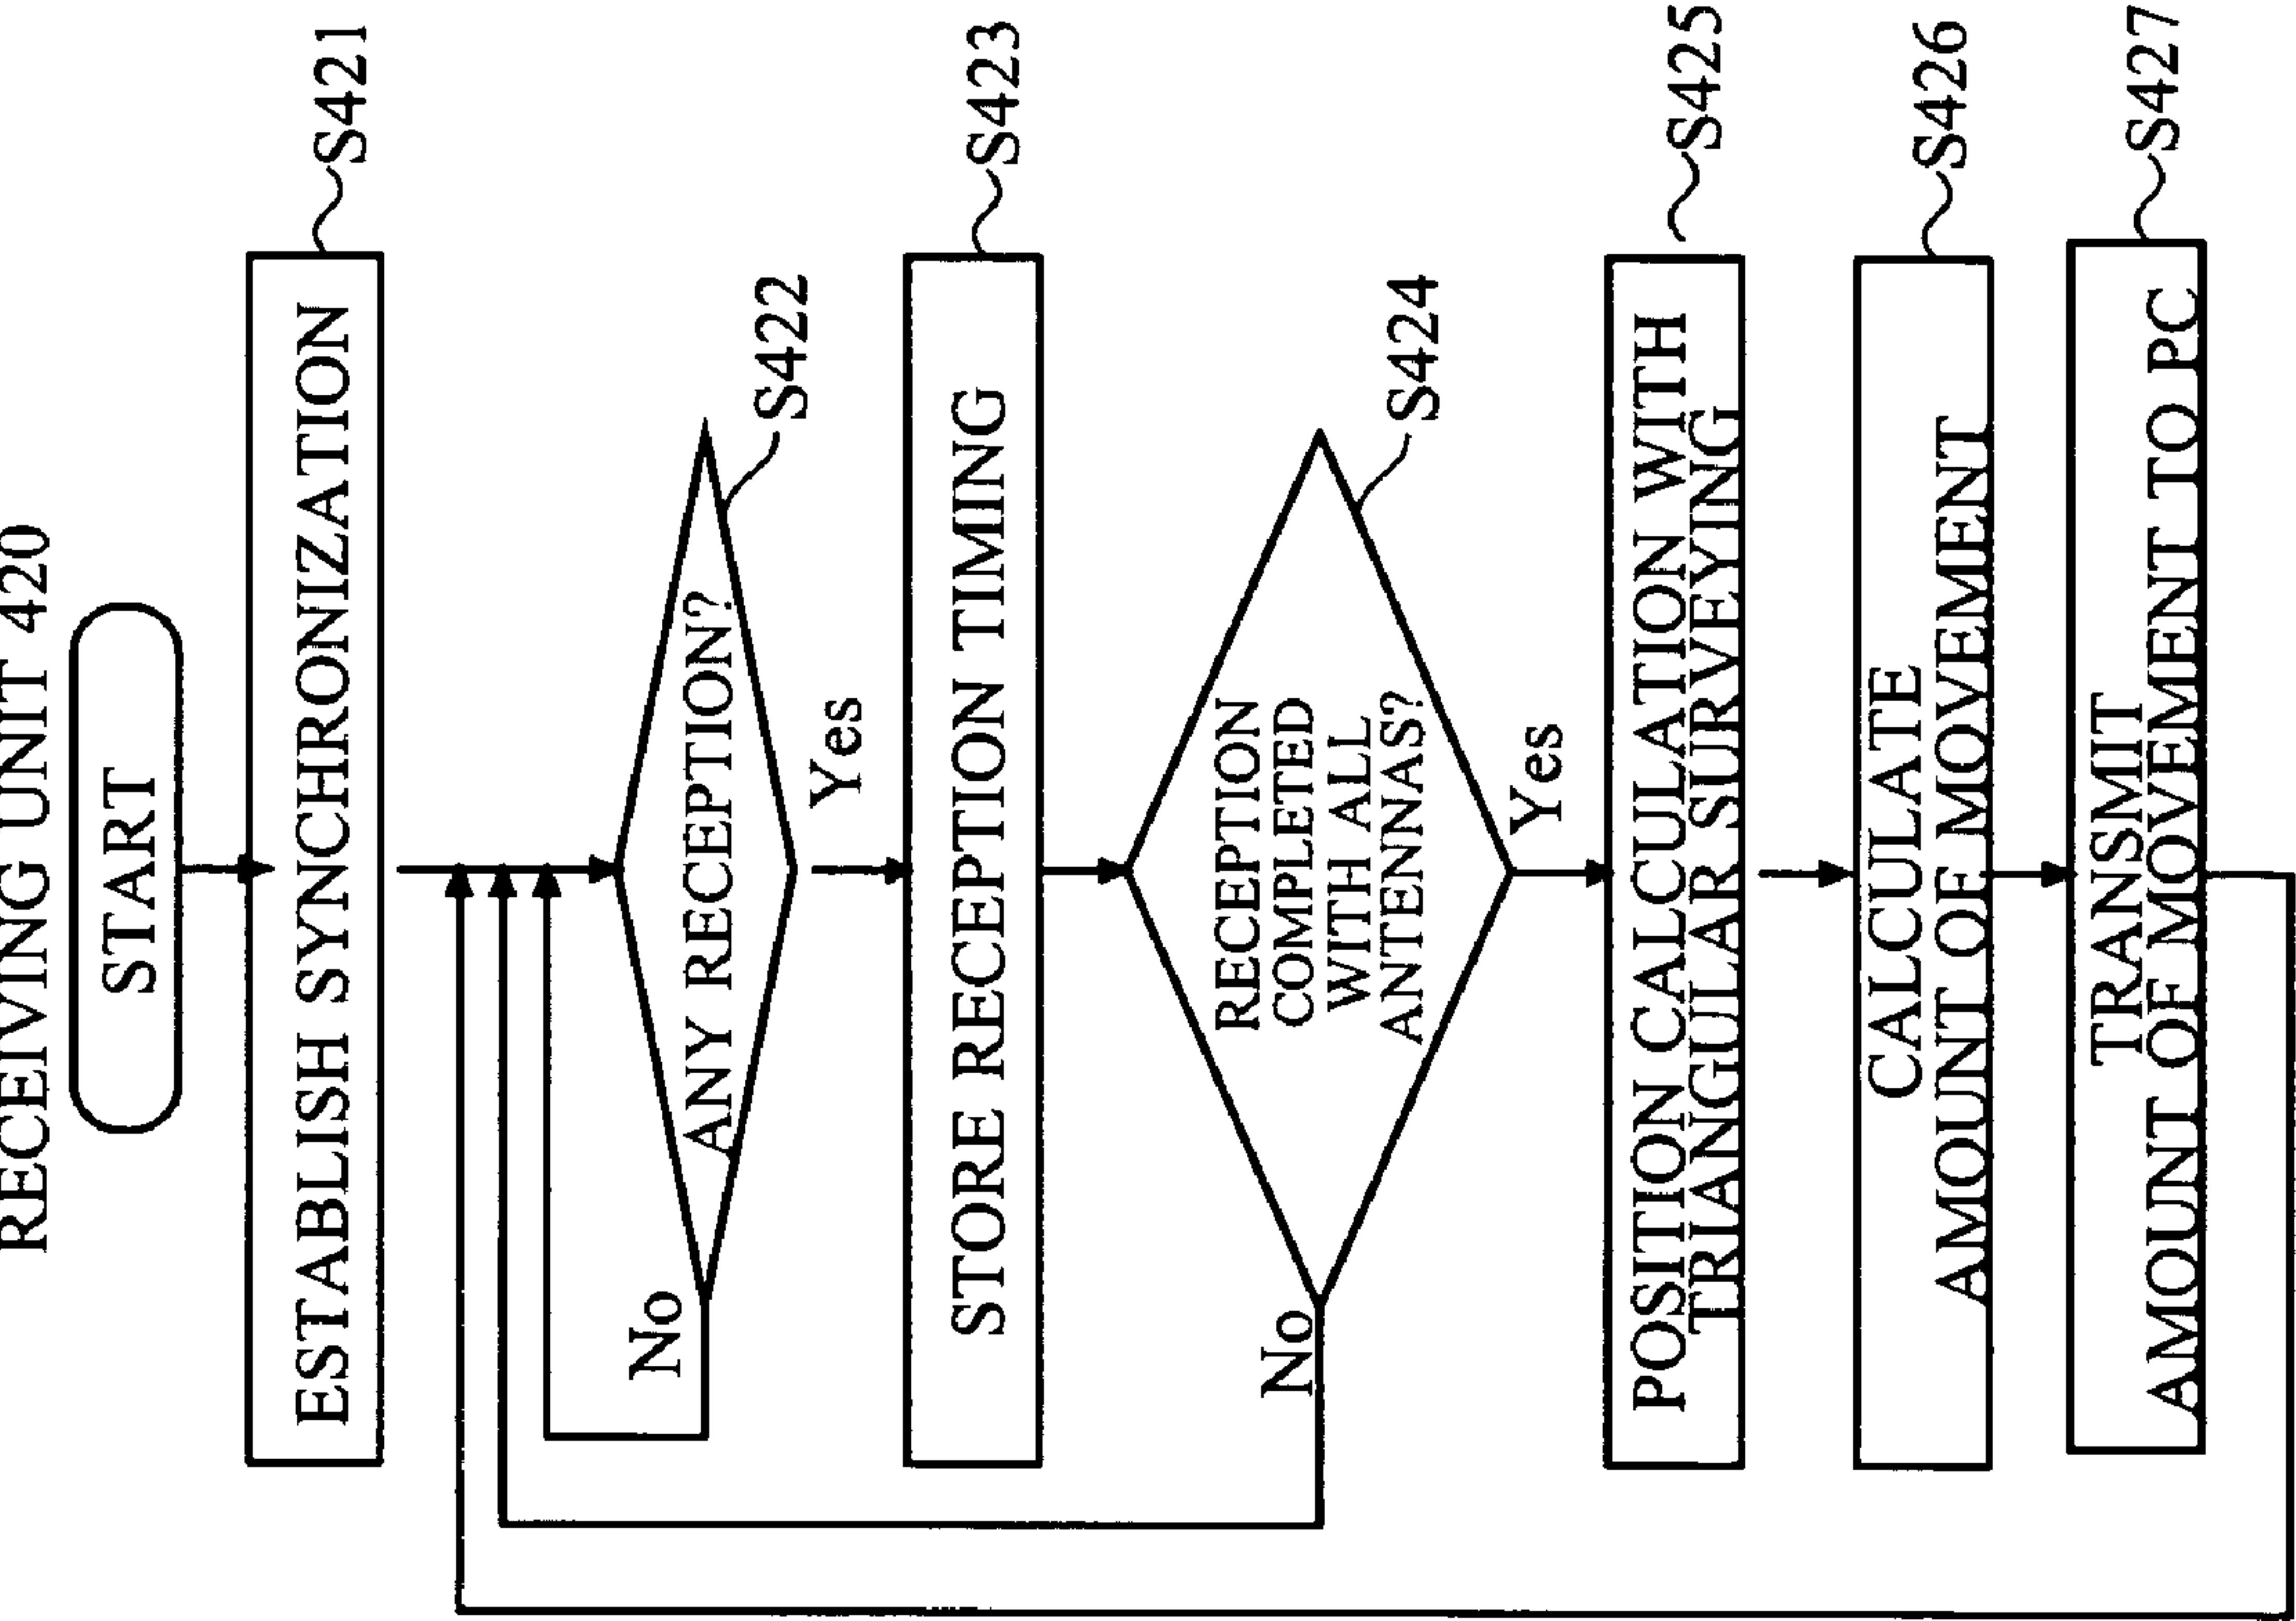 RECEIVING UNIT 420
START
ESTABLISH SYNCHRONIZATION
S421
ANY RECEPTION?
S422
No
Yes
STORE RECEPTION TIMING
S423
RECEPTION
COMPLETED
WITH ALL
ANTENNAS?
S424
No
Yes
POSITION CALCULATION WITH
TRIANGULAR SURVEYING
S425
CALCULATE
AMOUNT OF MOVEMENT
S426
TRANSMIT
AMOUNT OF MOVEMENT TO PC
S427